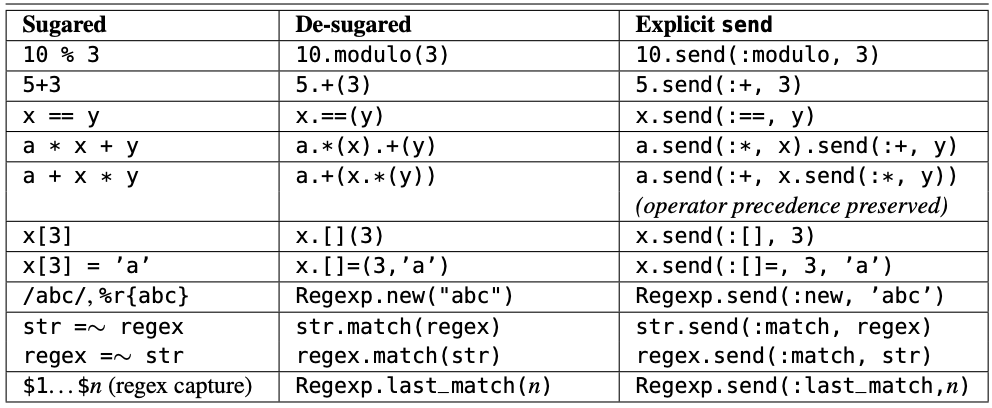 Sugared De-sugared Explicit send
10 % 3 10.modulo(3) 10.send(:modulo, 3)
5+3 5.+(3) 5.send(:+, 3)
x == y x.==(y) x.send(:==, y)
a * x + y a.*(x).+(y) a.send(:*, x).send(:+, y)
a + x * y a.+(x.*(y)) a.send(:+, x.send(:*, y))
(operator precedence preserved)
x[3] x.[](3) x.send(:[], 3)
x[3] = ’a’ x.[]=(3,’a’) x.send(:[]=, 3, ’a’)
/abc/, %r{abc} Regexp.new("abc") Regexp.send(:new, ’abc’)
str =∼ regex str.match(regex) str.send(:match, regex)
regex =∼ str regex.match(str) regex.send(:match, str)
$1...$n (regex capture) Regexp.last_match(n) Regexp.send(:last_match,n)